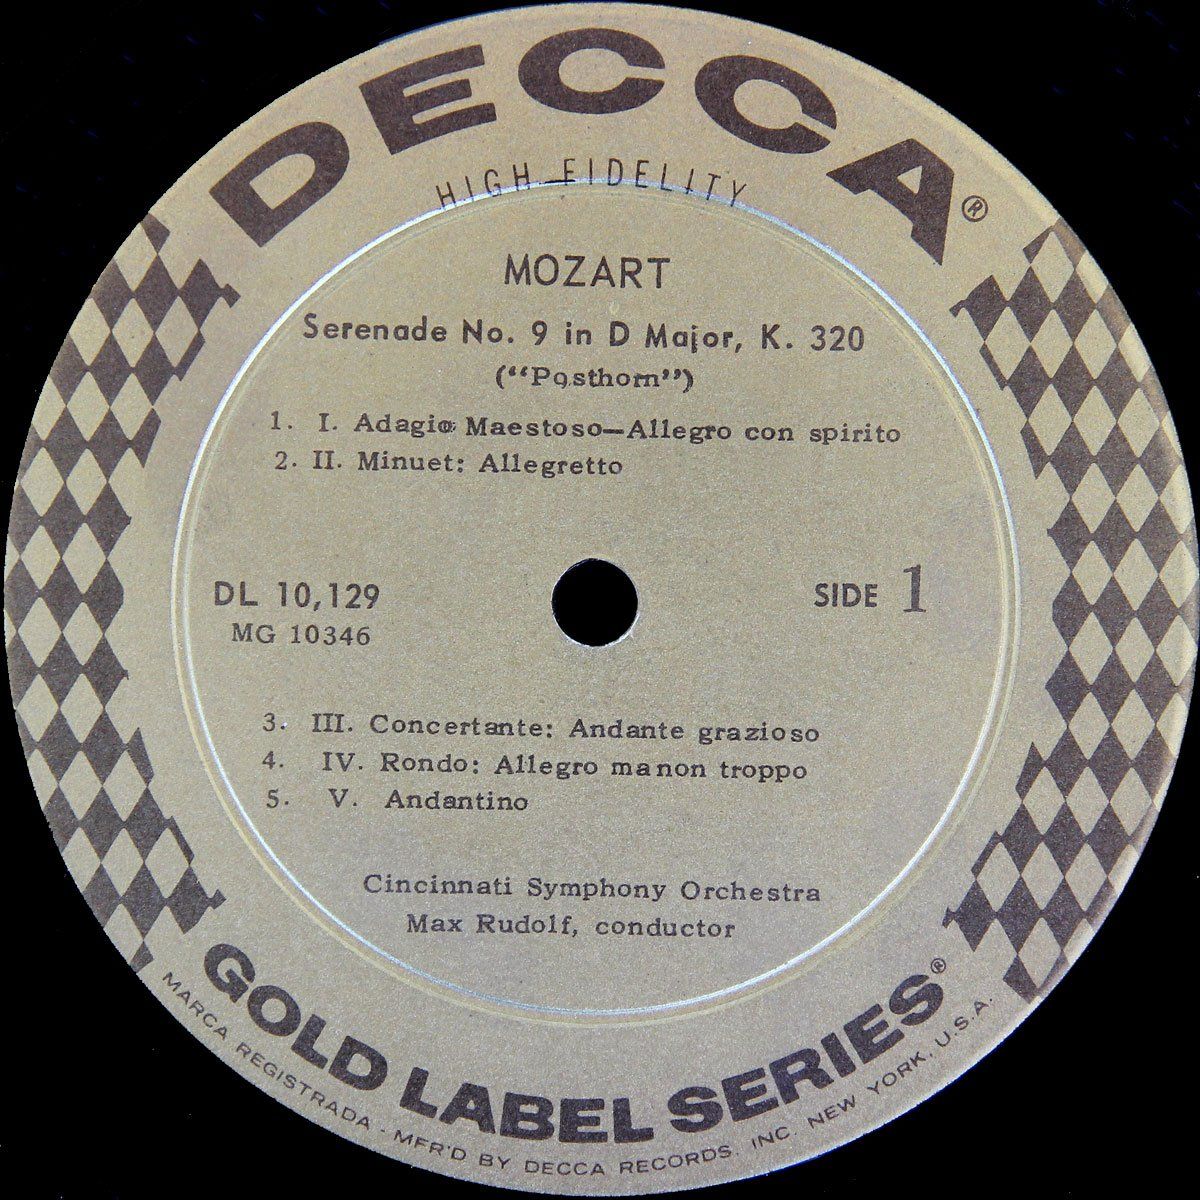 DECCA®
HIGH FIDELITY
MOZART
Serenade No. 9 in D Major, K. 320
(“Posthorn”)
1. I. Adagio Maestoso—Allegro con spirito
2. II. Minuet: Allegretto
DL 10,129
MG 10346
SIDE 1
3. III. Concertante: Andante grazioso
4. IV. Rondo: Allegro ma non troppo
5. V. Andantino
Cincinnati Symphony Orchestra
Max Rudolf, conductor
GOLD LABEL SERIES®
MARCA REGISTRADA - MFR'D BY DECCA RECORDS, INC. NEW YORK, U.S.A.